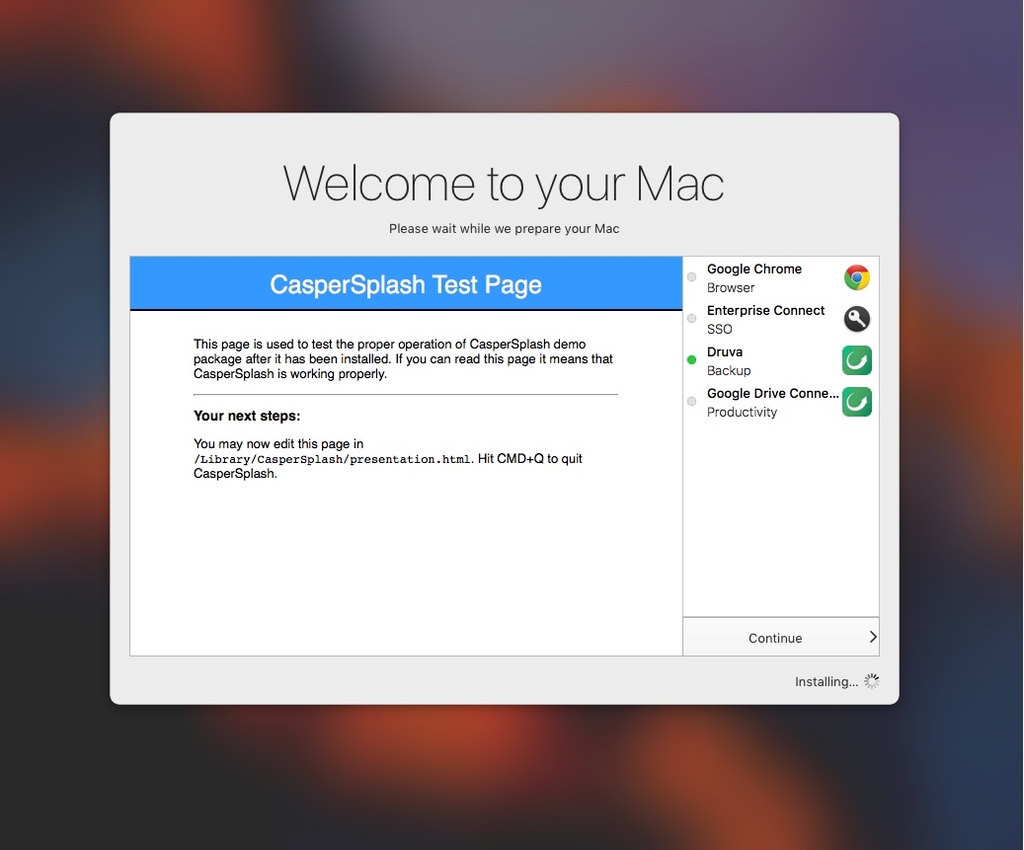 Welcome to your Mac
Please wait while we prepare your Mac
CasperSplash Test Page
This page is used to test the proper operation of CasperSplash demo
package after it has been installed. If you can read this page it means that
CasperSplash is working properly.
Your next steps:
You may now edit this page in
/Library/CasperSplash/presentation.html. Hit CMD+Q to quit
CasperSplash.
Google Chrome
Browser
Enterprise Connect
SSO
Druva
Backup
Google Drive Conne...
Productivity
Continue
Installing...